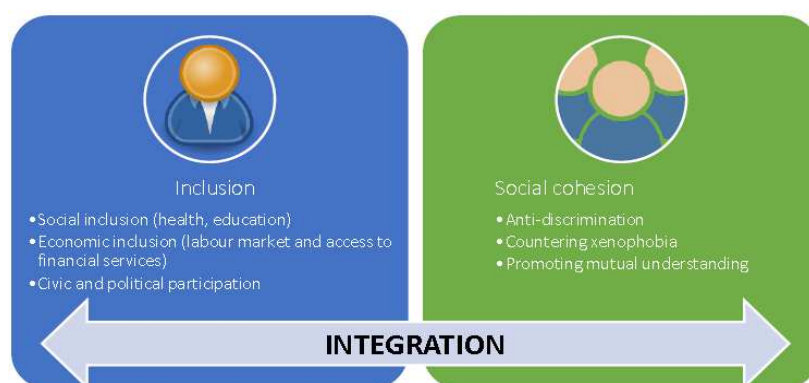 Inclusion
•Social inclusion (health, education)
•Economic inclusion (labour market and access to
financial services)
•Civic and political participation
Social cohesion
•Anti-discrimination
•Countering xenophobia
•Promoting mutual understanding
INTEGRATION